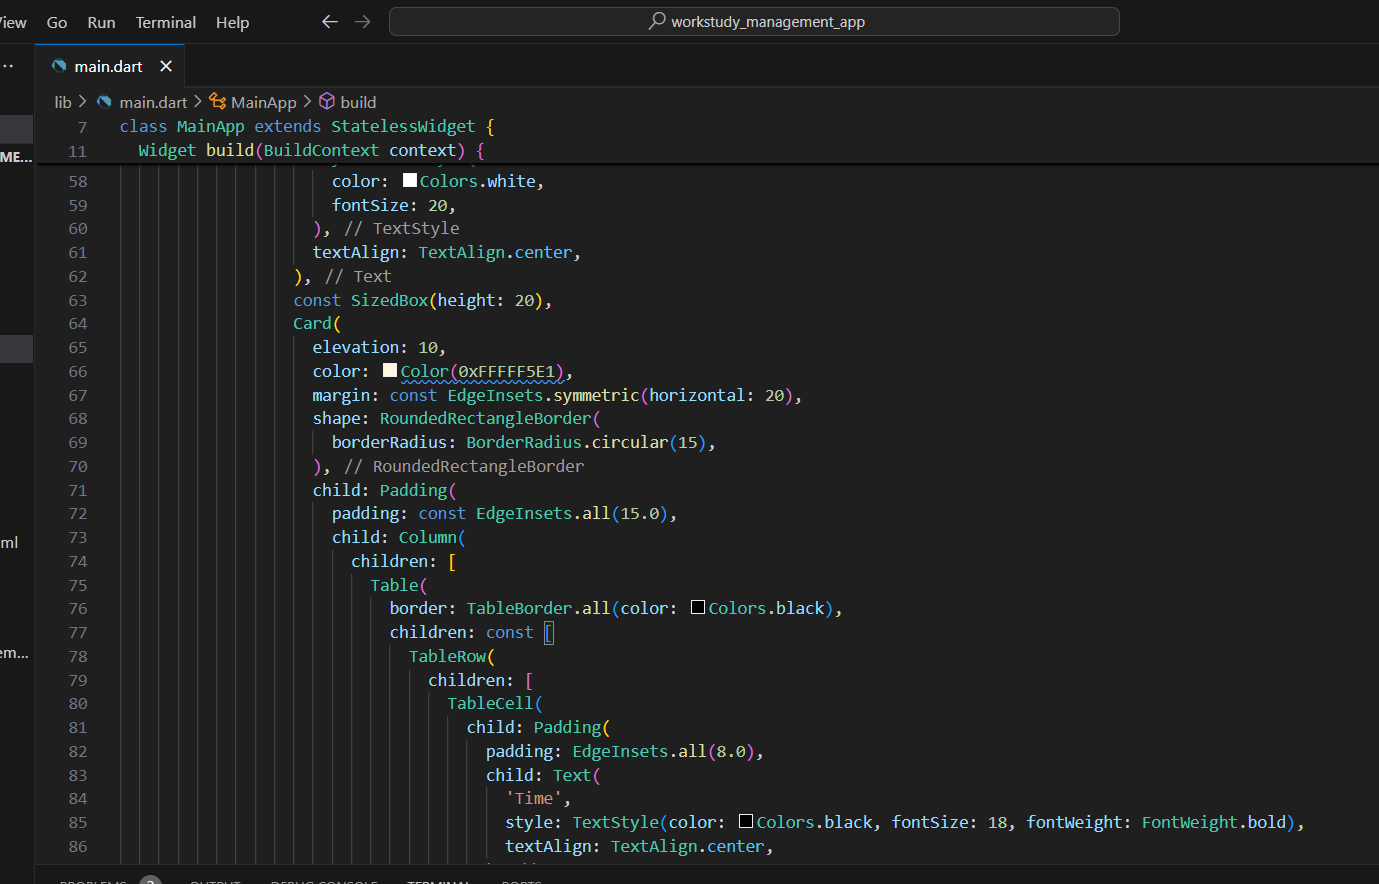 View Go Run Terminal Help
workstudy_management_app
main.dart
lib > main.dart > MainApp > build
7 class MainApp extends StatelessWidget {
11 Widget build(BuildContext context) {
58 color: Colors.white,
59 fontSize: 20,
60 ), // TextStyle
61 textAlign: TextAlign.center,
62 ), // Text
63 const SizedBox(height: 20),
64 Card(
65 elevation: 10,
66 color: Color(0xFFFFF5E1),
67 margin: const EdgeInsets.symmetric(horizontal: 20),
68 shape: RoundedRectangleBorder(
69 borderRadius: BorderRadius.circular(15),
70 ), // RoundedRectangleBorder
71 child: Padding(
72 padding: const EdgeInsets.all(15.0),
73 child: Column(
74 children: [
75 Table(
76 border: TableBorder.all(color: Colors.black),
77 children: const [
78 TableRow(
79 children: [
80 TableCell(
81 child: Padding(
82 padding: EdgeInsets.all(8.0),
83 child: Text(
84 'Time',
85 style: TextStyle(color: Colors.black, fontSize: 18, fontWeight: FontWeight.bold),
86 textAlign: TextAlign.center,
ME...
ml
em...
PROBLEMS OUTPUT DEBUG CONSOLE TERMINAL PORTS